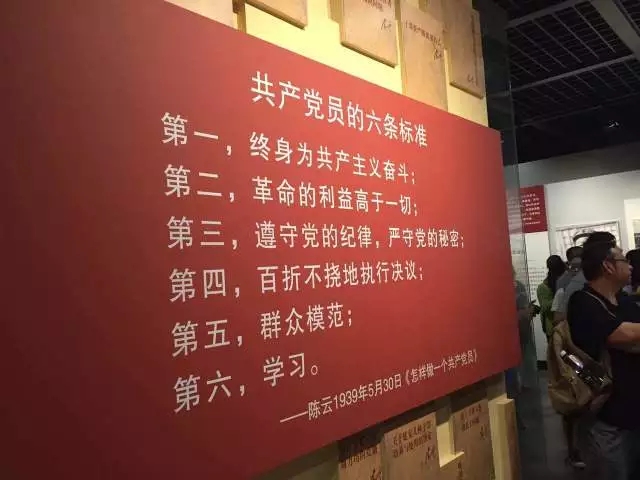 共产党员的六条标准
第一，终身为共产主义奋斗；
第二，革命的利益高于一切；
第三，遵守党的纪律，严守党的秘密；
第四，百折不挠地执行决议；
第五，群众模范；
第六，学习。
——陈云1939年5月30日《怎样做一个共产党员》